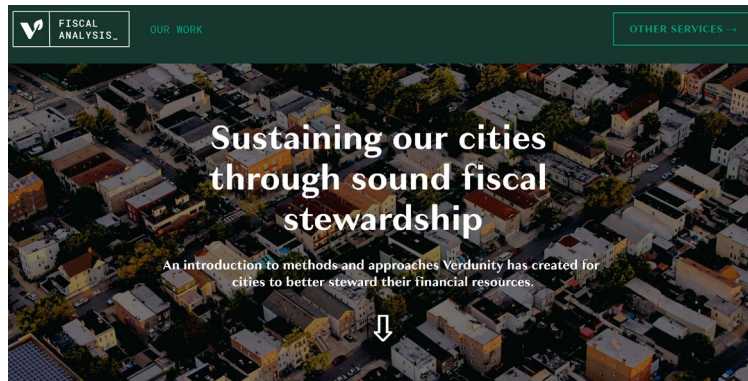 FISCAL
ANALYSIS_
OUR WORK
OTHER SERVICES →
Sustaining our cities
through sound fiscal
stewardship
An introduction to methods and approaches Verdunity has created for
cities to better steward their financial resources.